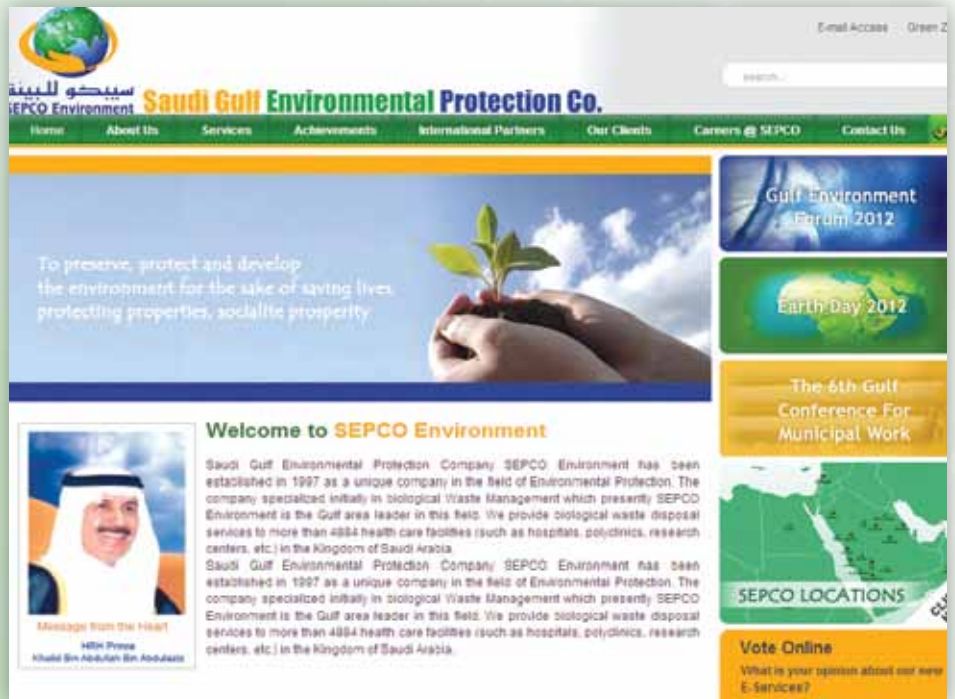 E-mail Access Green Z
search...
سيبكو للبيئة
SEPCO Environment
Saudi Gulf Environmental Protection Co.
Home About Us Services Achievements International Partners Our Clients Careers @ SEPCO Contact Us
To preserve, protect and develop
the environment for the sake of saving lives
protecting properties, socialite prosperity
Gulf Environment
Forum 2012
Earth Day 2012
The 6th Gulf
Conference For
Municipal Work
SEPCO LOCATIONS
Vote Online
What is your opinion about our new
E-Services?
Welcome to SEPCO Environment
Saudi Gulf Environmental Protection Company SEPCO Environment has been
established in 1997 as a unique company in the field of Environmental Protection. The
company specialized initially in biological Waste Management which presently SEPCO
Environment is the Gulf area leader in this field. We provide biological waste disposal
services to more than 4884 health care facilities (such as hospitals, polyclinics, research
centers, etc.) in the Kingdom of Saudi Arabia.
Saudi Gulf Environmental Protection Company SEPCO Environment has been
established in 1997 as a unique company in the field of Environmental Protection. The
company specialized initially in biological Waste Management which presently SEPCO
Environment is the Gulf area leader in this field. We provide biological waste disposal
services to more than 4884 health care facilities (such as hospitals, polyclinics, research
centers, etc.) in the Kingdom of Saudi Arabia.
Message from the Heart
HRH Prince
Khalid Bin Abdullah Bin Abdulaziz